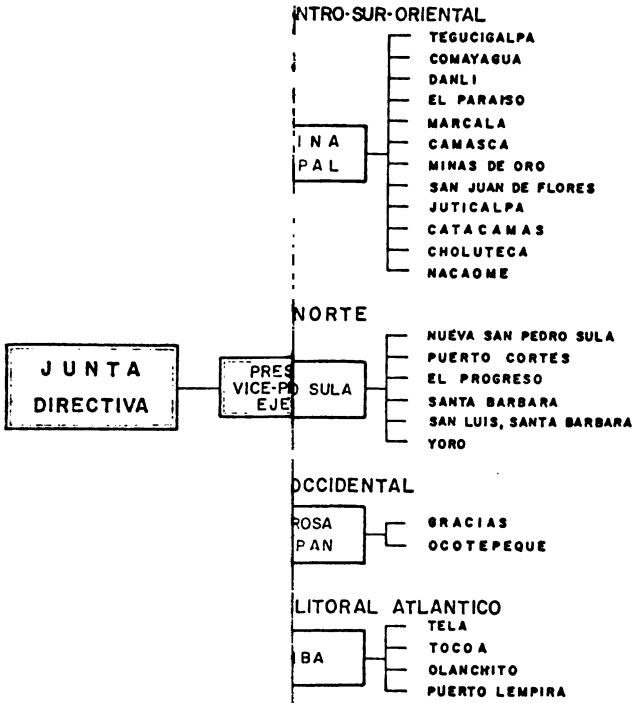 NTRO-SUR-ORIENTAL
TEGUCIGALPA
COMAYAGUA
DANLI
EL PARAISO
INA
PAL
MARCALA
CAMASCA
MINAS DE ORO
SAN JUAN DE FLORES
JUTICALPA
CATACAMAS
CHOLUTECA
NACAOME
NORTE
JUNTA
DIRECTIVA
PRES
VICE-P
EJE
O SULA
NUEVA SAN PEDRO SULA
PUERTO CORTES
EL PROGRESO
SANTA BARBARA
SAN LUIS, SANTA BARBARA
YORO
OCCIDENTAL
ROSA
PAN
GRACIAS
OCOTEPEQUE
LITORAL ATLANTICO
IBA
TELA
TOCOA
OLANCHITO
PUERTO LEMPIRA